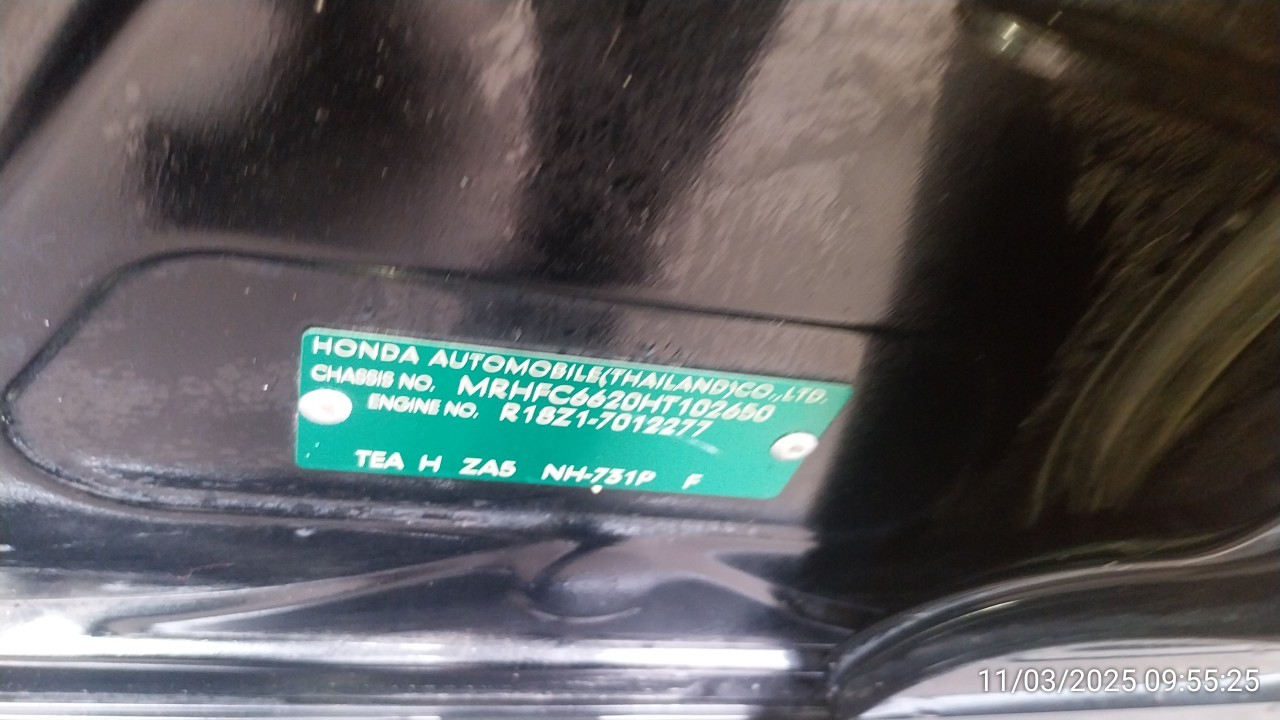 HONDA AUTOMOBILE(THAILAND)CO.,LTD.
CHASSIS NO. MRHFC6620HT102650
ENGINE NO. R18Z1-7012277
TEA H ZA5 NH-731P F
11/03/2025 09:55:25